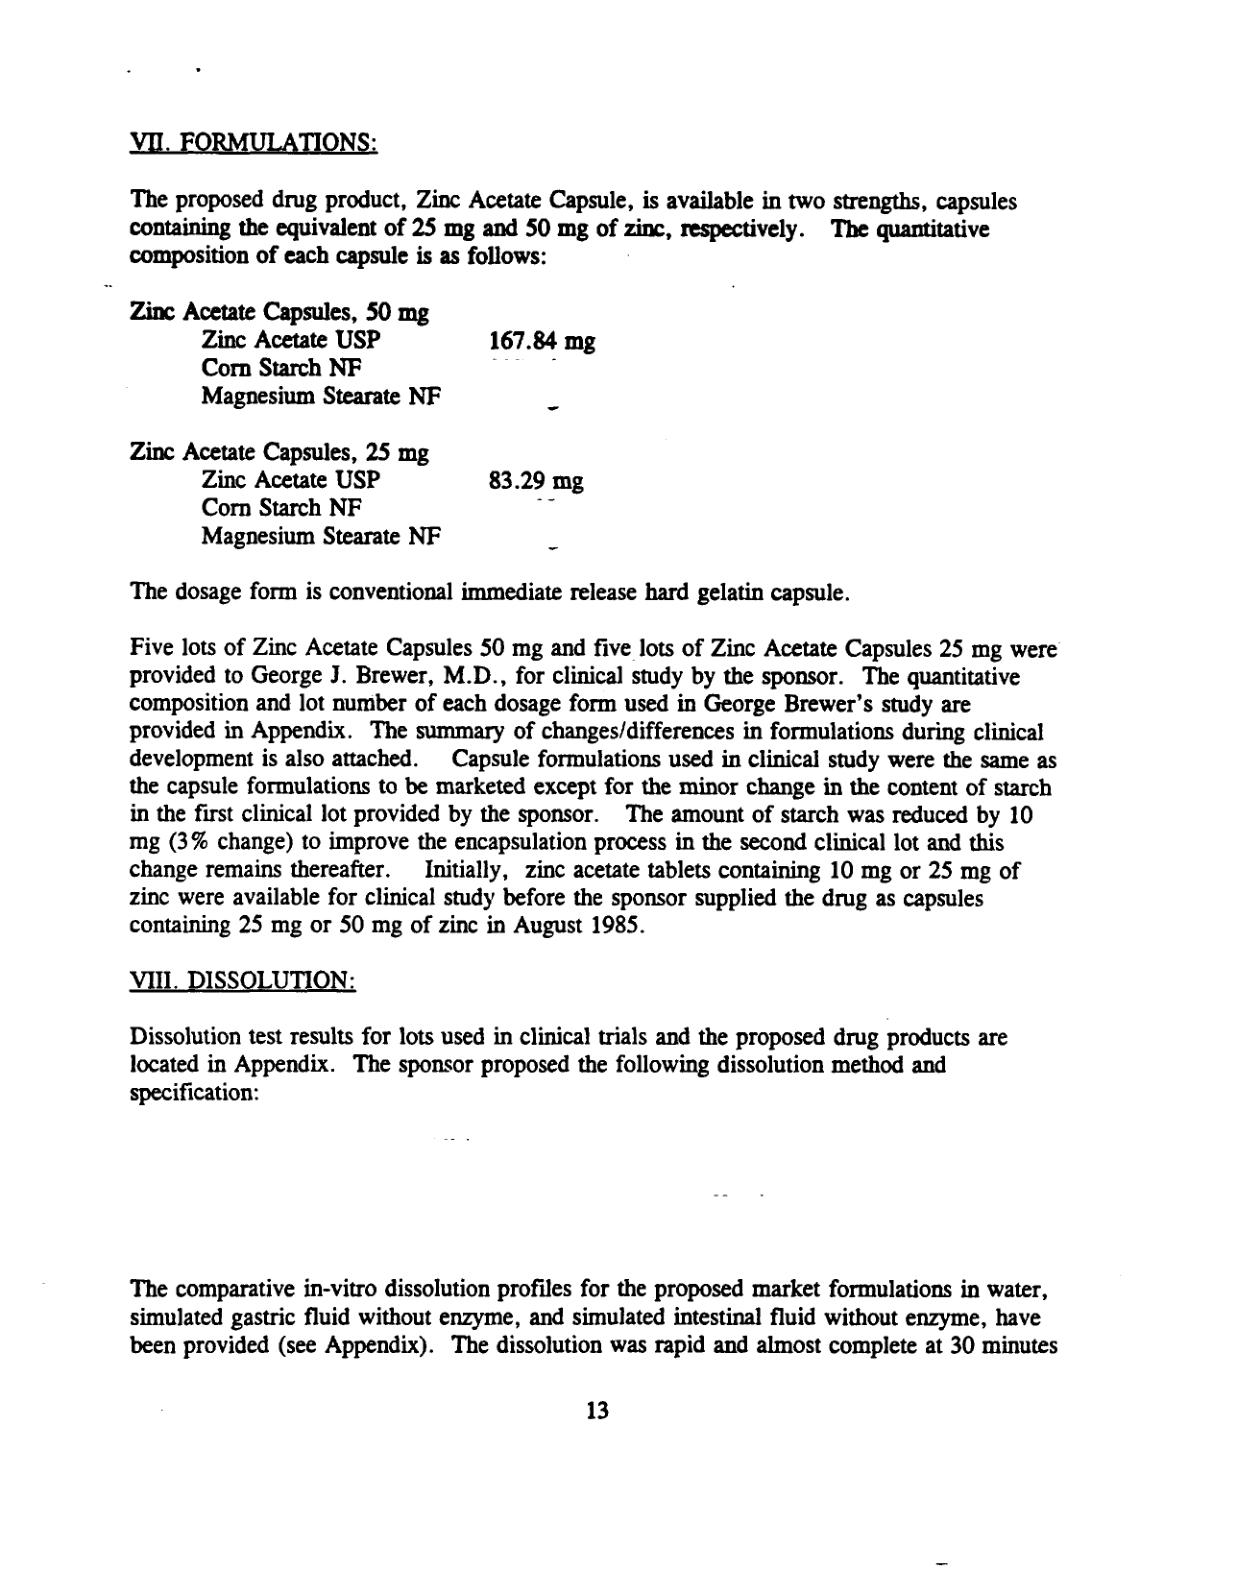 VII. FORMULATIONS:
The proposed drug product, Zinc Acetate Capsule, is available in two strengths, capsules
containing the equivalent of 25 mg and 50 mg of zinc, respectively. The quantitative
composition of each capsule is as follows:
Zinc Acetate Capsules, 50 mg
Zinc Acetate USP 167.84 mg
Corn Starch NF
Magnesium Stearate NF
Zinc Acetate Capsules, 25 mg
Zinc Acetate USP 83.29 mg
Corn Starch NF
Magnesium Stearate NF
The dosage form is conventional immediate release hard gelatin capsule.
Five lots of Zinc Acetate Capsules 50 mg and five lots of Zinc Acetate Capsules 25 mg were
provided to George J. Brewer, M.D., for clinical study by the sponsor. The quantitative
composition and lot number of each dosage form used in George Brewer's study are
provided in Appendix. The summary of changes/differences in formulations during clinical
development is also attached. Capsule formulations used in clinical study were the same as
the capsule formulations to be marketed except for the minor change in the content of starch
in the first clinical lot provided by the sponsor. The amount of starch was reduced by 10
mg (3% change) to improve the encapsulation process in the second clinical lot and this
change remains thereafter. Initially, zinc acetate tablets containing 10 mg or 25 mg of
zinc were available for clinical study before the sponsor supplied the drug as capsules
containing 25 mg or 50 mg of zinc in August 1985.
VIII. DISSOLUTION:
Dissolution test results for lots used in clinical trials and the proposed drug products are
located in Appendix. The sponsor proposed the following dissolution method and
specification:
The comparative in-vitro dissolution profiles for the proposed market formulations in water,
simulated gastric fluid without enzyme, and simulated intestinal fluid without enzyme, have
been provided (see Appendix). The dissolution was rapid and almost complete at 30 minutes
13